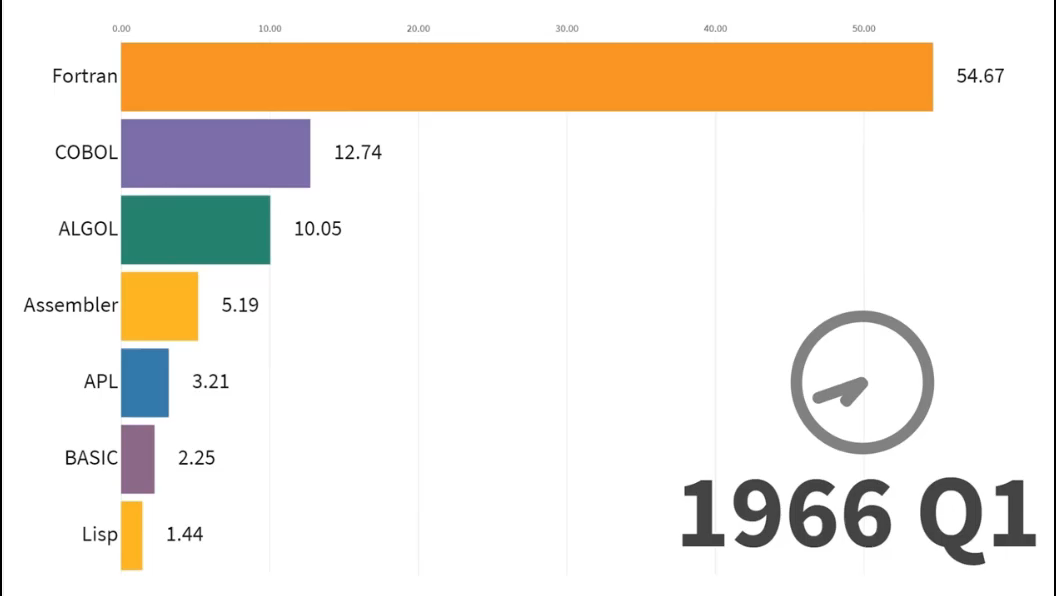 0.00 10.00 20.00 30.00 40.00 50.00
Fortran 54.67
COBOL 12.74
ALGOL 10.05
Assembler 5.19
APL 3.21
BASIC 2.25
Lisp 1.44
1966 Q1